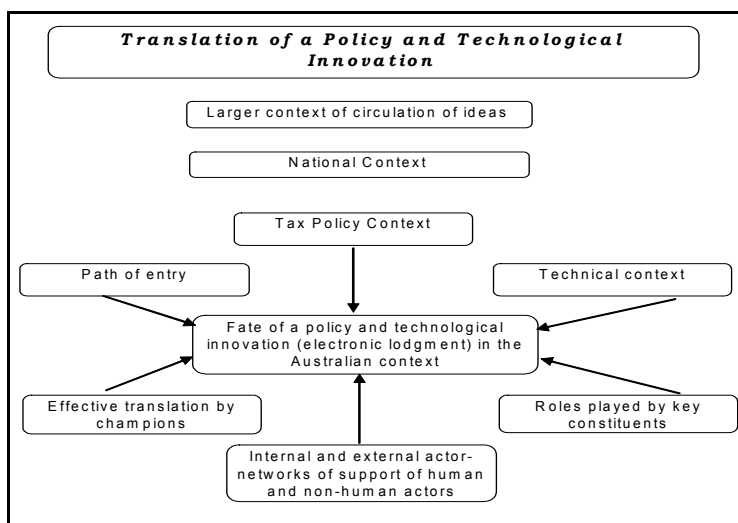 Translation of a Policy and Technological
Innovation
Larger context of circulation of ideas
National Context
Tax Policy Context
Path of entry
Technical context
Fate of a policy and technological
innovation (electronic lodgment) in the
Australian context
Effective translation by
champions
Roles played by key
constituents
Internal and external actor-
networks of support of human
and non-human actors